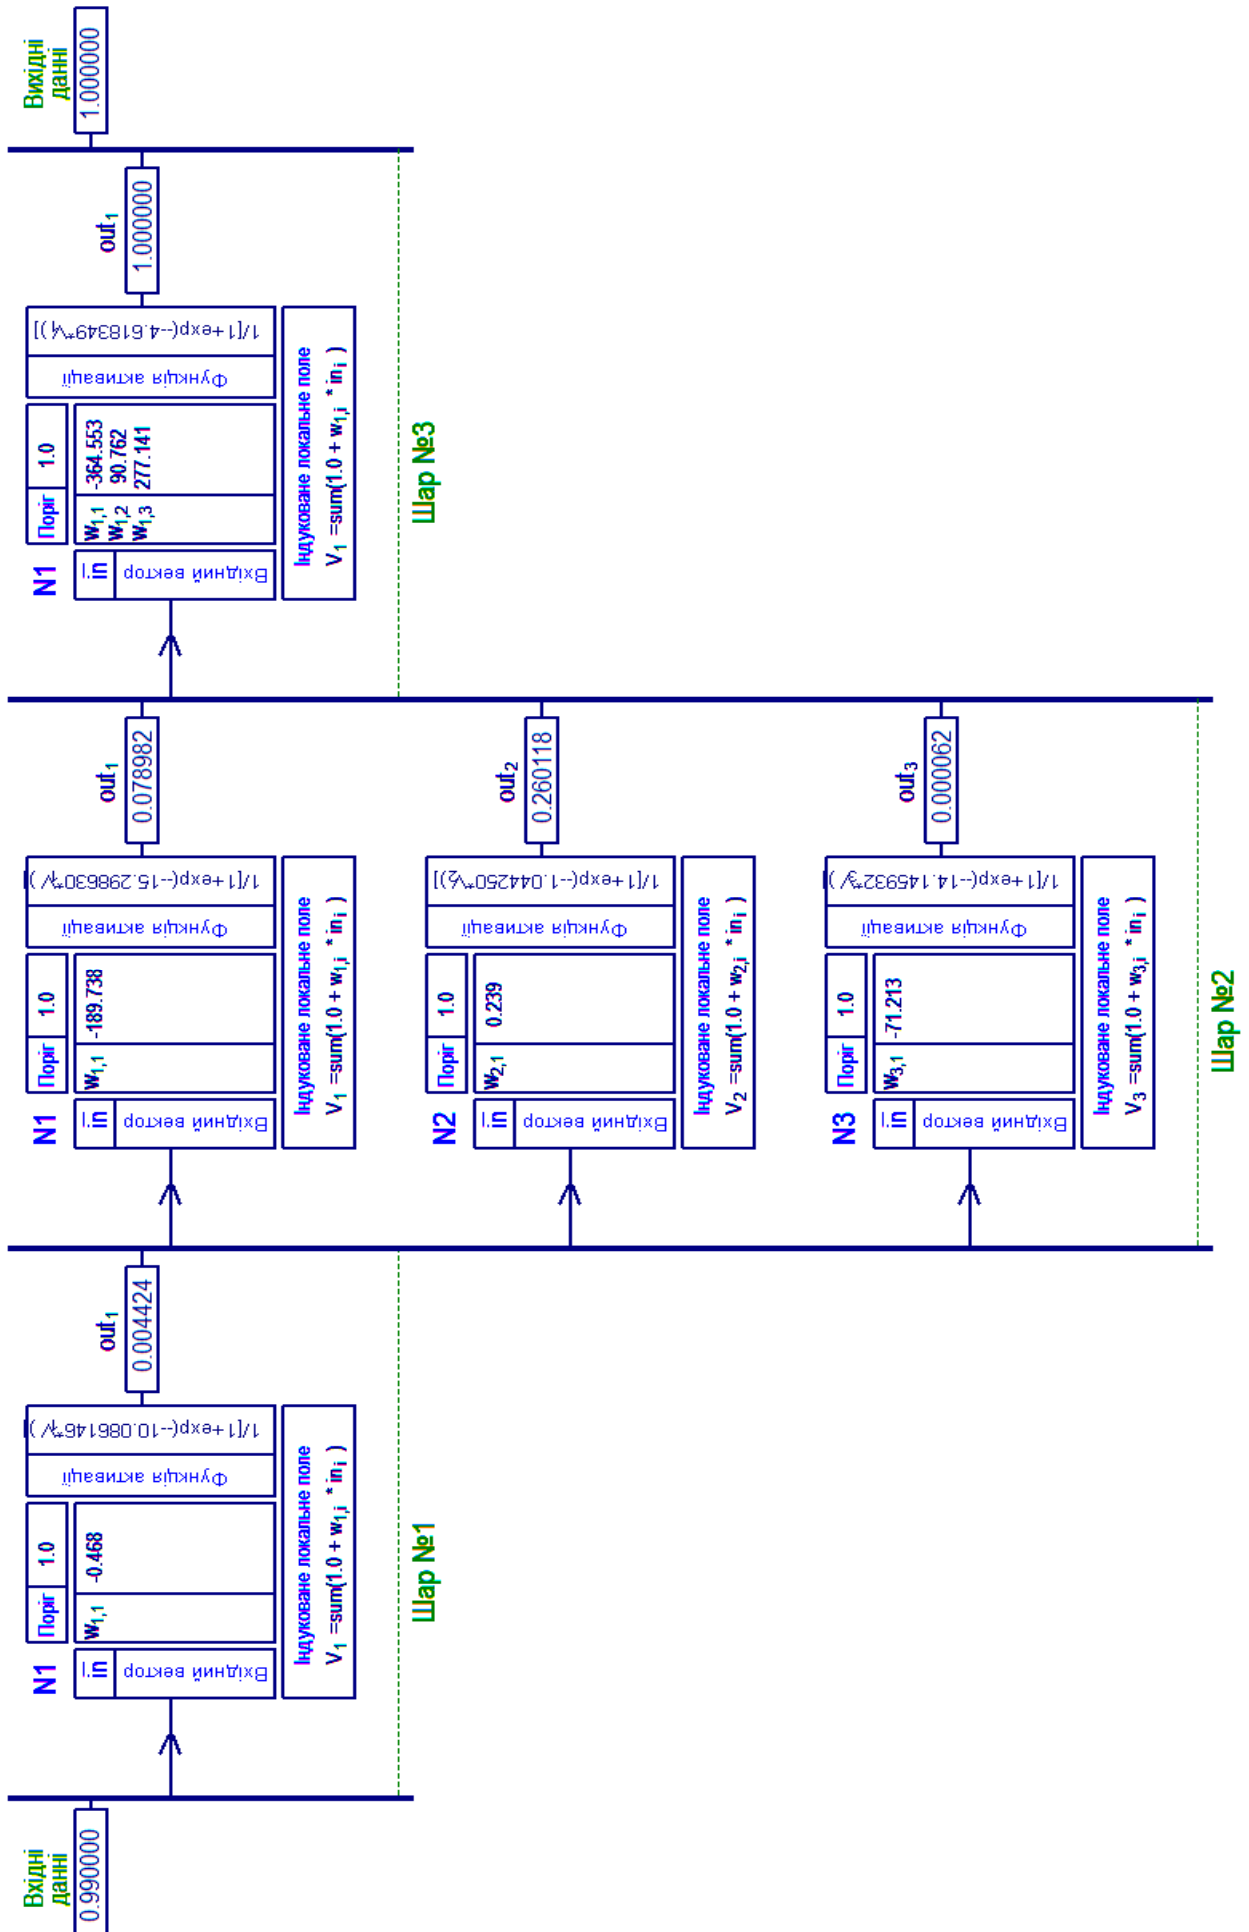 Вхідні
данні
0.990000
N1
Поріг 1.0
in i
Вхідний вектор
w1,1 -0.468
Функція активації
1/[1+exp(--10.086146*V1)]
Індуковане локальне поле
V1 =sum(1.0 + w1,i * ini )
out1
0.004424
Шар №1
N1
Поріг 1.0
in i
Вхідний вектор
w1,1 -189.738
Функція активації
1/[1+exp(--15.298630*V1)]
Індуковане локальне поле
V1 =sum(1.0 + w1,i * ini )
out1
0.078982
N2
Поріг 1.0
in i
Вхідний вектор
w2,1 0.239
Функція активації
1/[1+exp(--1.044250*V2)]
Індуковане локальне поле
V2 =sum(1.0 + w2,i * ini )
out2
0.260118
N3
Поріг 1.0
in i
Вхідний вектор
w3,1 -71.213
Функція активації
1/[1+exp(--14.145932*V3)]
Індуковане локальне поле
V3 =sum(1.0 + w3,i * ini )
out3
0.000062
Шар №2
N1
Поріг 1.0
in i
Вхідний вектор
w1,1 -364.553
w1,2 90.762
w1,3 277.141
Функція активації
1/[1+exp(--4.618349*V1)]
Індуковане локальне поле
V1 =sum(1.0 + w1,i * ini )
out1
1.000000
Шар №3
Вихідні
данні
1.000000